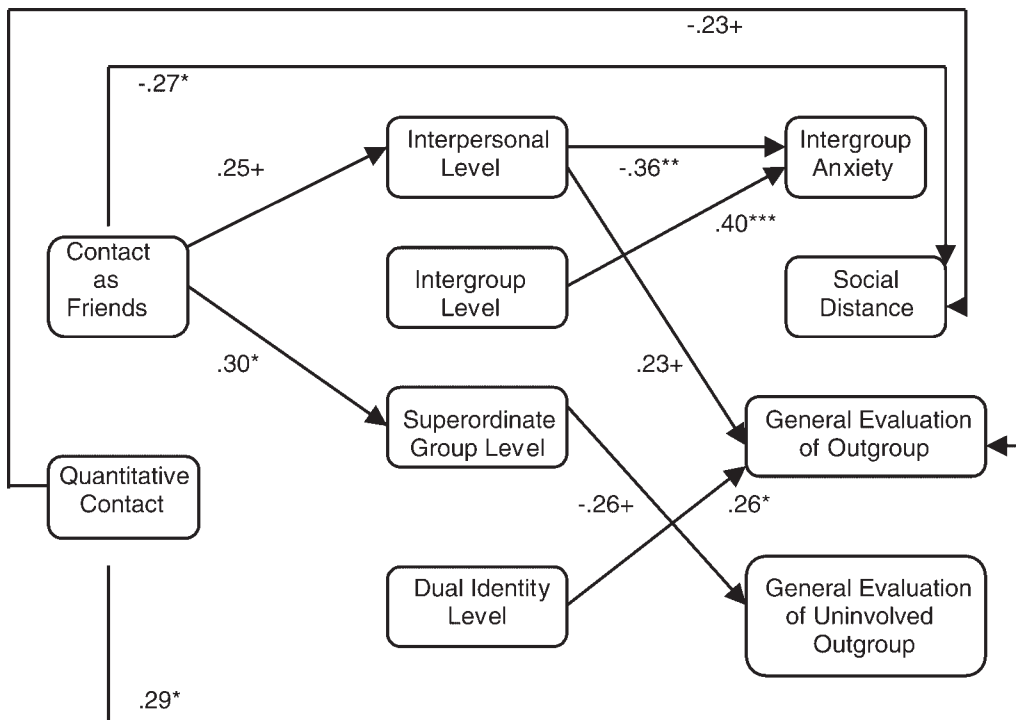 -.23+
-.27*
Interpersonal
Level
Intergroup
Anxiety
.25+
-.36**
.40***
Contact
as
Friends
Intergroup
Level
Social
Distance
.30*
.23+
Superordinate
Group Level
General Evaluation
of Outgroup
Quantitative
Contact
-.26+
.26*
Dual Identity
Level
General Evaluation
of Uninvolved
Outgroup
.29*